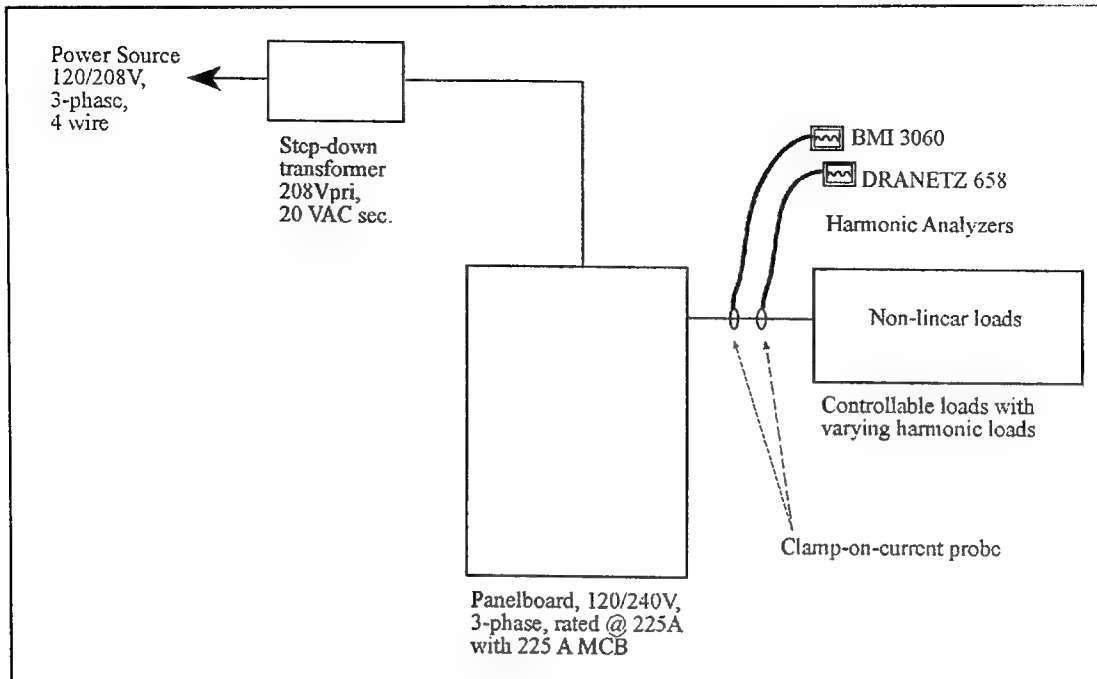 Power Source
120/208V,
3-phase,
4 wire
Step-down
transformer
208Vpri,
20 VAC sec.
BMI 3060
DRANETZ 658
Harmonic Analyzers
Non-linear loads
Controllable loads with
varying harmonic loads
Clamp-on-current probe
Panelboard, 120/240V,
3-phase, rated @ 225A
with 225 A MCB